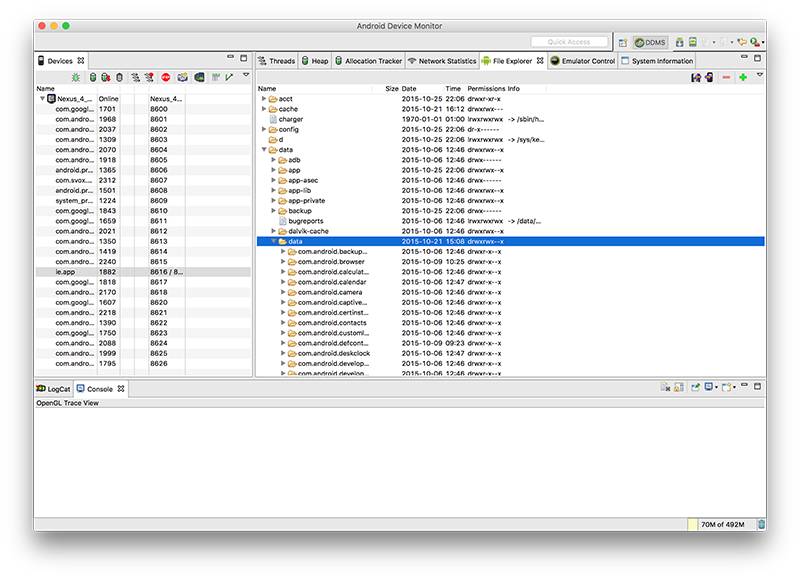 Android Device Monitor
Quick Access
DDMS
Devices
Threads Heap Allocation Tracker Network Statistics File Explorer Emulator Control System Information
Name
Nexus_4_... Online Nexus_4...
com.googl... 1701 8600
com.andro... 1968 8601
com.andro... 2037 8602
com.andro... 1309 8603
com.andro... 2070 8604
com.andro... 1918 8605
android.pr... 1365 8606
com.svox.... 2312 8607
android.pr... 1501 8608
system_pr... 1224 8609
com.googl... 1843 8610
com.googl... 1659 8611
com.andro... 2021 8612
com.andro... 1350 8613
com.andro... 1419 8614
com.andro... 2240 8615
ie.app 1882 8616 / 8...
com.googl... 1818 8617
com.andro... 2170 8618
com.googl... 1607 8620
com.andro... 2218 8621
com.andro... 1390 8622
com.googl... 1750 8623
com.andro... 2088 8624
com.andro... 1999 8625
com.andro... 1795 8626
Name Size Date Time Permissions Info
acct 2015-10-25 22:06 drwxr-xr-x
cache 2015-10-21 16:12 drwxrwx---
charger 1970-01-01 01:00 lrwxrwxrwx -> /sbin/h...
config 2015-10-25 22:06 dr-x------
d 2015-10-25 22:06 lrwxrwxrwx -> /sys/ke...
data 2015-10-06 12:46 drwxrwx--x
adb 2015-10-06 12:46 drwx------
app 2015-10-25 22:06 drwxrwx--x
app-asec 2015-10-06 12:46 drwx------
app-lib 2015-10-06 12:46 drwxrwx--x
app-private 2015-10-06 12:46 drwxrwx--x
backup 2015-10-25 22:06 drwx------
bugreports 2015-10-06 12:46 lrwxrwxrwx -> /data/...
dalvik-cache 2015-10-06 12:46 drwxrwx--x
data 2015-10-21 15:08 drwxrwx--x
com.android.backup... 2015-10-06 12:46 drwxr-x--x
com.android.browser 2015-10-09 10:25 drwxr-x--x
com.android.calculat... 2015-10-06 12:46 drwxr-x--x
com.android.calendar 2015-10-06 12:47 drwxr-x--x
com.android.camera 2015-10-06 12:46 drwxr-x--x
com.android.captive... 2015-10-06 12:46 drwxr-x--x
com.android.certinst... 2015-10-06 12:46 drwxr-x--x
com.android.contacts 2015-10-06 12:46 drwxr-x--x
com.android.customl... 2015-10-06 12:46 drwxr-x--x
com.android.defcont... 2015-10-09 09:23 drwxr-x--x
com.android.deskclock 2015-10-06 12:47 drwxr-x--x
com.android.develop... 2015-10-06 12:46 drwxr-x--x
com.android.develop... 2015-10-06 12:46 drwxr-x--x
LogCat Console
OpenGL Trace View
70M of 492M